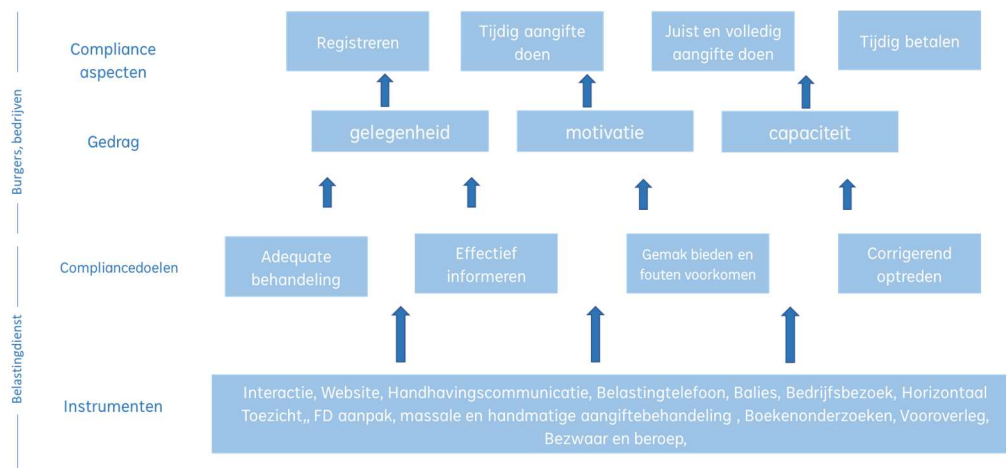 Compliance
aspecten
Registreren
Tijdig aangifte
doen
Juist en volledig
aangifte doen
Tijdig betalen
Burgers, bedrijven
Gedrag
gelegenheid
motivatie
capaciteit
Compliancedoelen
Adequate
behandeling
Effectief
informeren
Gemak bieden en
fouten voorkomen
Corrigerend
optreden
Belastingdienst
Instrumenten
Interactie, Website, Handhavingscommunicatie, Belastingtelefoon, Balies, Bedrijfsbezoek, Horizontaal
Toezicht,, FD aanpak, massale en handmatige aangiftebehandeling , Boekenonderzoeken, Vooroverleg,
Bezwaar en beroep,